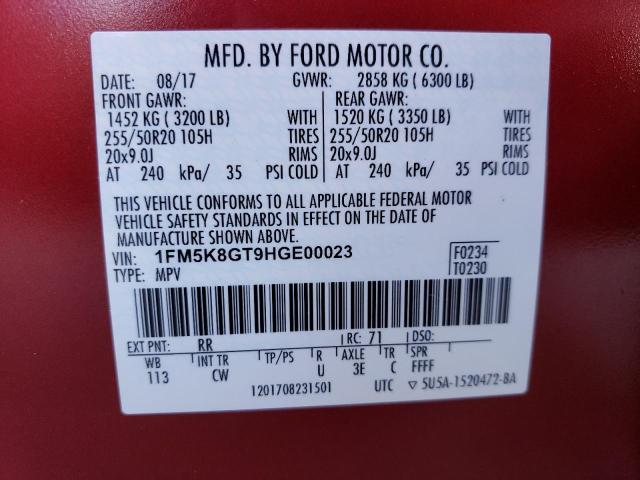 MFD. BY FORD MOTOR CO.
DATE: 08/17 GVWR: 2858 KG ( 6300 LB)
FRONT GAWR: REAR GAWR:
1452 KG ( 3200 LB) WITH 1520 KG ( 3350 LB) WITH
255/50R20 105H TIRES 255/50R20 105H TIRES
20x9.0J RIMS 20x9.0J RIMS
AT 240 kPa/ 35 PSI COLD AT 240 kPa/ 35 PSI COLD
THIS VEHICLE CONFORMS TO ALL APPLICABLE FEDERAL MOTOR
VEHICLE SAFETY STANDARDS IN EFFECT ON THE DATE OF
MANUFACTURE SHOWN ABOVE.
VIN: 1FM5K8GT9HGE00023 F0234
TYPE: MPV T0230
EXT PNT: RR RC: 71 DSO:
WB INT TR TP/PS R AXLE TR SPR
113 CW U 3E C FFFF
1201708231501 UTC ▽ 5U5A-1520472-BA